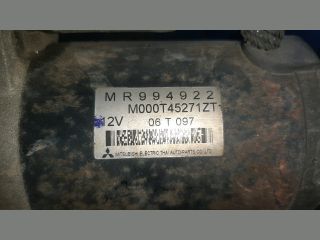 MR994922
M000T45271ZT
12V 06 T 097
MITSUBISHI ELECTRIC THAI AUTO-PARTS CO.,LTD.